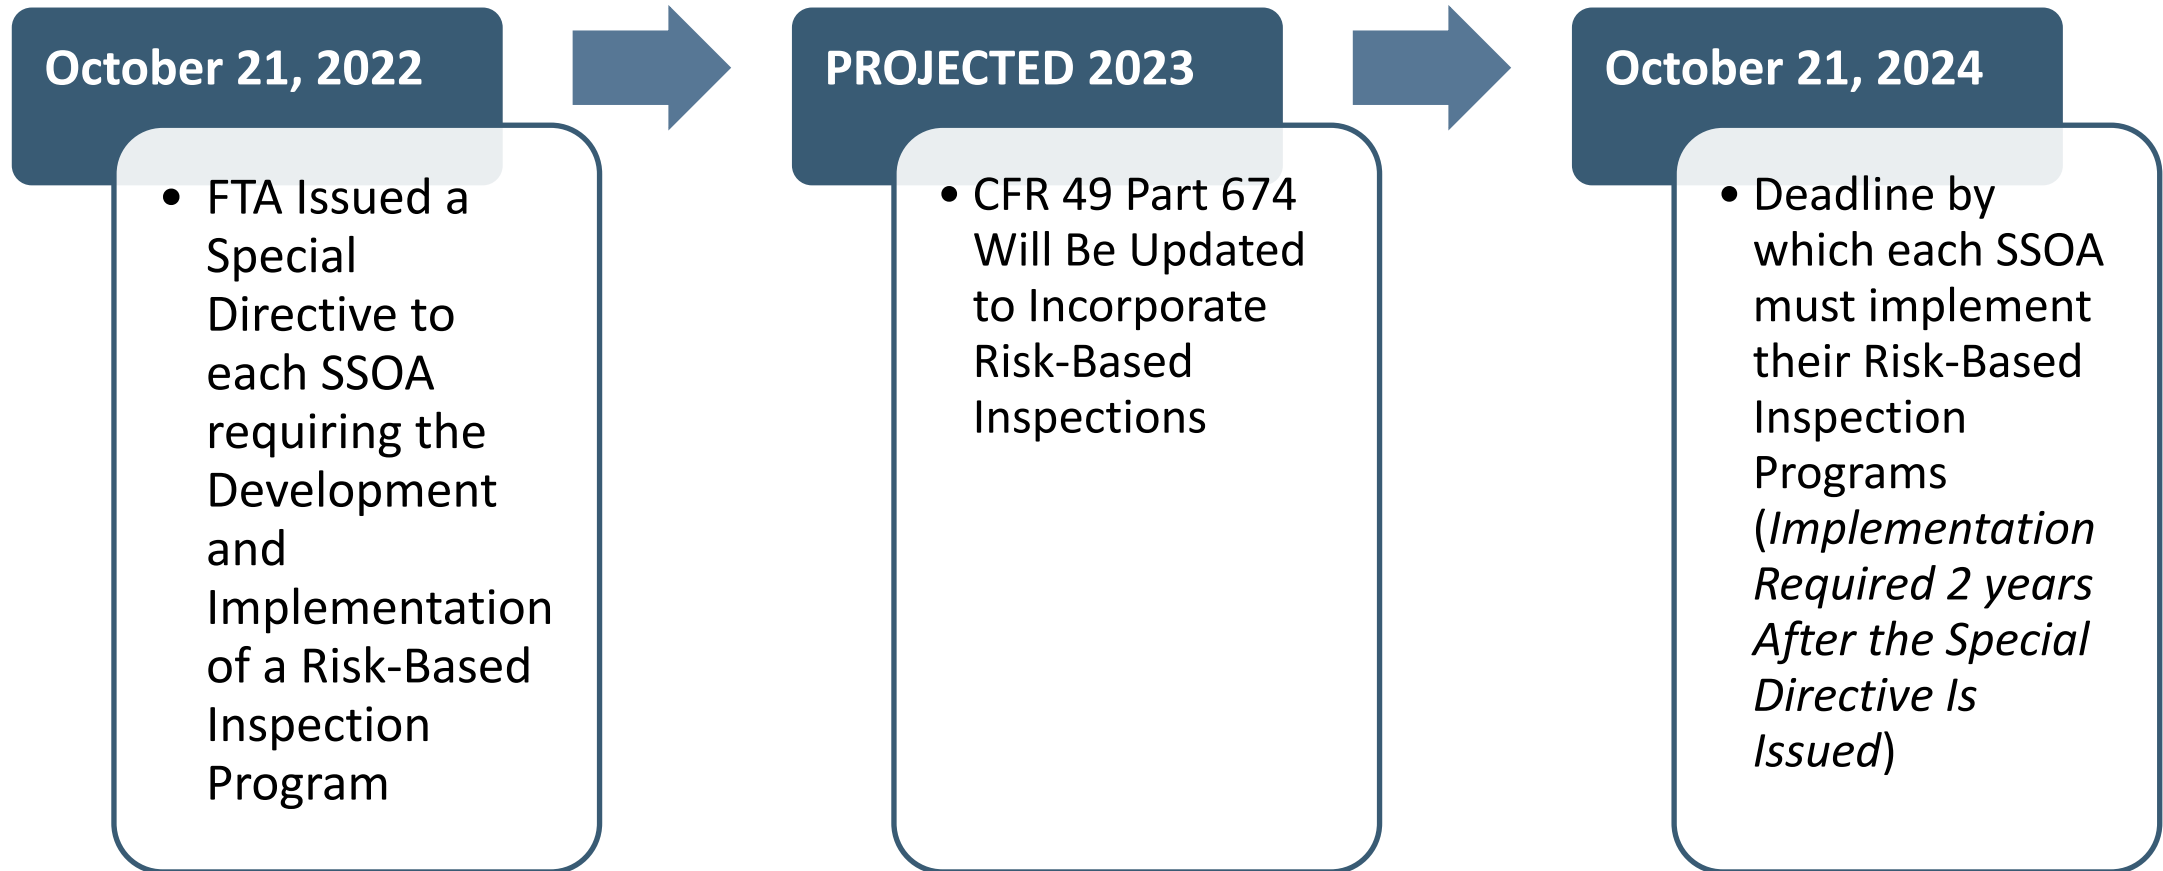 October 21, 2022
• FTA Issued a
Special
Directive to
each SSOA
requiring the
Development
and
Implementation
of a Risk-Based
Inspection
Program
PROJECTED 2023
• CFR 49 Part 674
Will Be Updated
to Incorporate
Risk-Based
Inspections
October 21, 2024
• Deadline by
which each SSOA
must implement
their Risk-Based
Inspection
Programs
(Implementation
Required 2 years
After the Special
Directive Is
Issued)